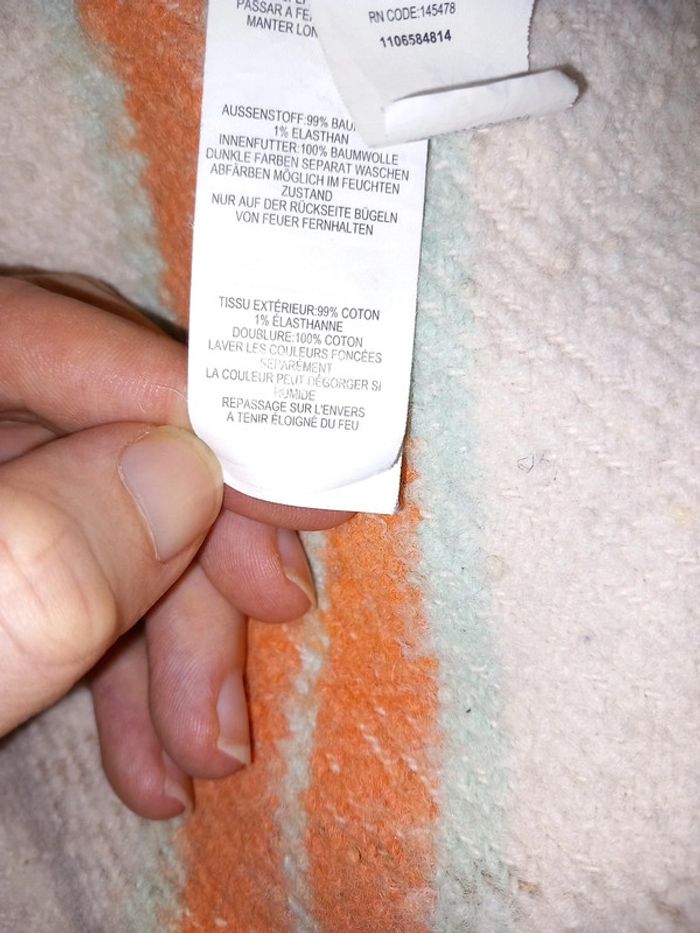 PASSAR A
MANTER
RN CODE:145478
1106584814
AUSSENSTOFF:99%
1% ELASTHAN
INNENFUTTER:100% BAUMWOLLE
DUNKLE FARBEN SEPARAT WASCHEN
ABFÄRBEN MÖGLICH IM FEUCHTEN
ZUSTAND
NUR AUF DER RÜCKSEITE BÜGELN
VON FEUER FERNHALTEN
TISSU EXTÉRIEUR:99% COTON
1% ÉLASTHANNE
DOUBLURE:100% COTON
LAVER LES COULEURS FONCÉES
SÉPARÉMENT
LA COULEUR PEUT DÉGORGER SI
HUMIDE
REPASSAGE SUR L'ENVERS
A TENIR ÉLOIGNÉ DU FEU